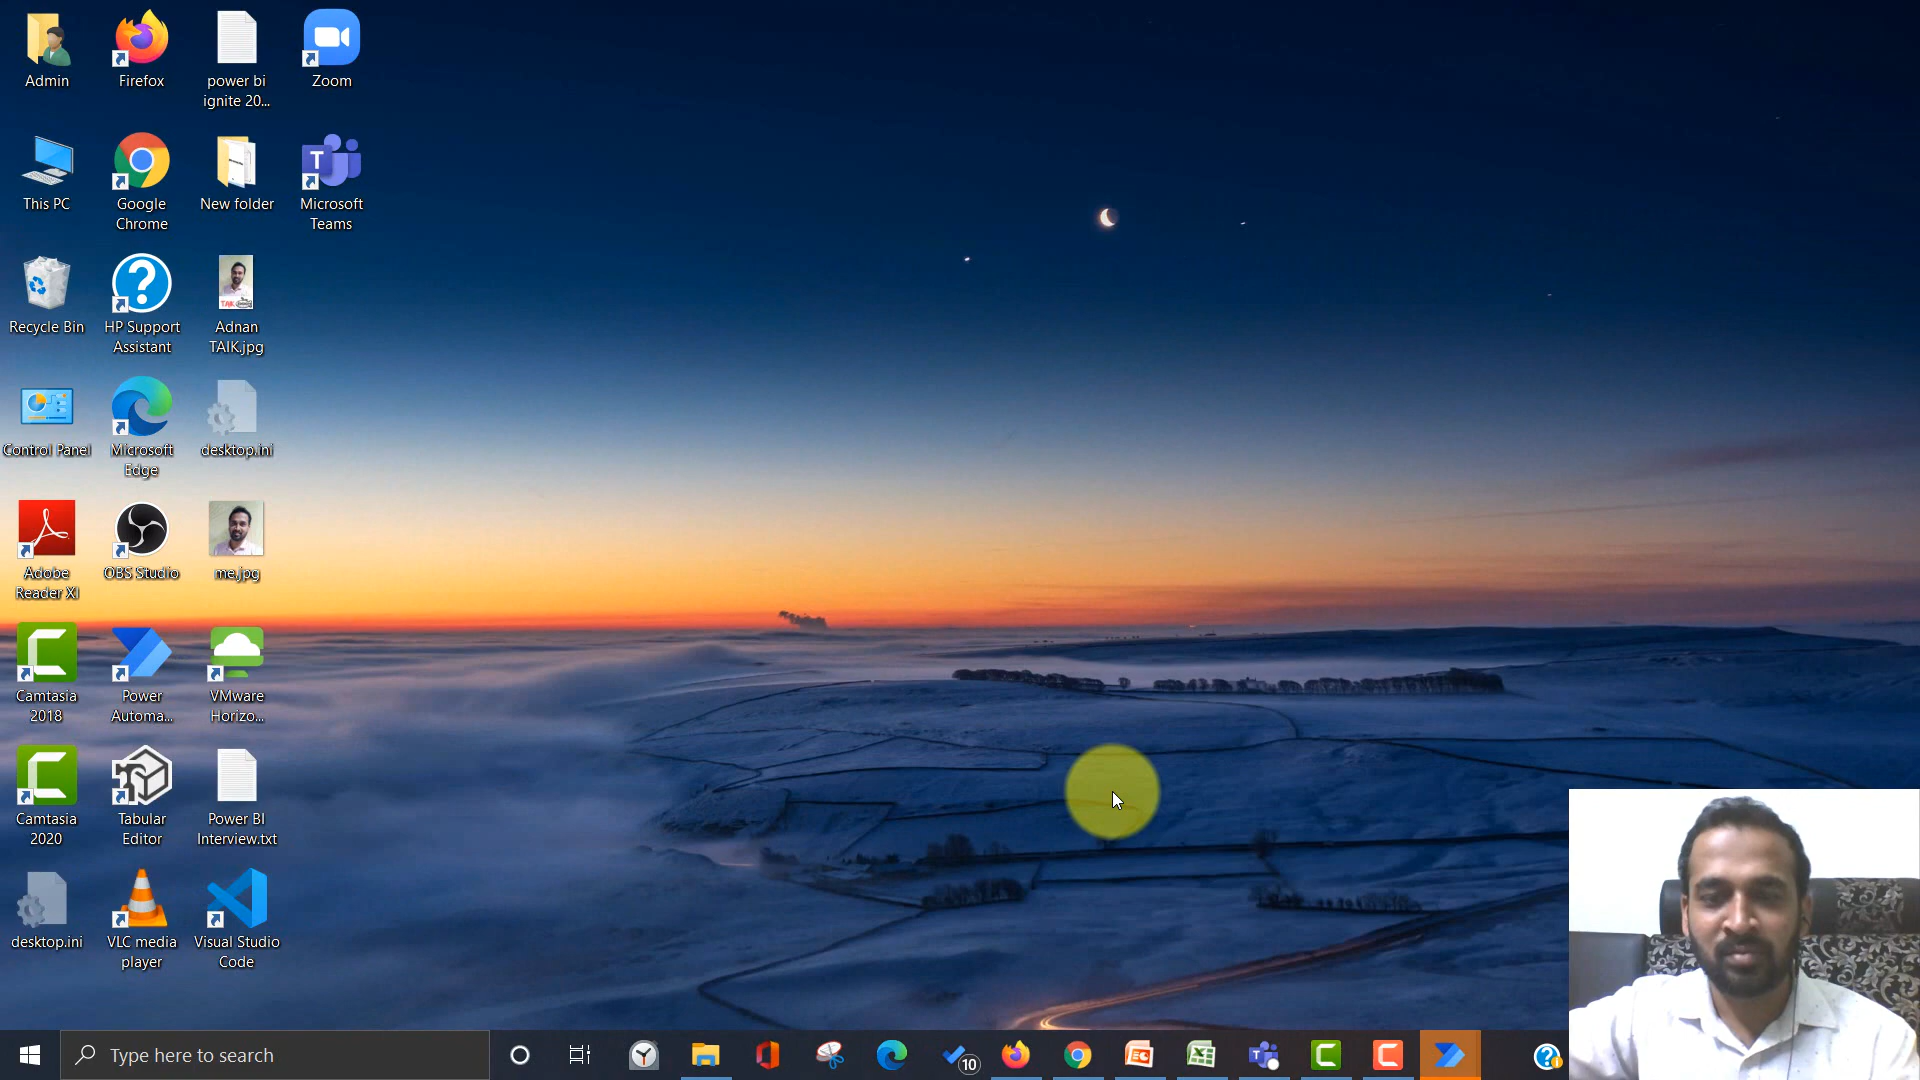 Admin
Firefox
power bi
ignite 20...
Zoom
This PC
Google
Chrome
New folder
T
Microsoft
Teams
Recycle Bin
HP Support
Assistant
TAIK
Adnan
TAIK.jpg
Control Panel
Microsoft
Edge
desktop.ini
Adobe
Reader XI
OBS Studio
me.jpg
Camtasia
2018
Power
Automa...
VMware
Horizo...
Camtasia
2020
Tabular
Editor
Power BI
Interview.txt
desktop.ini
VLC media
player
Visual Studio
Code
Type here to search
10